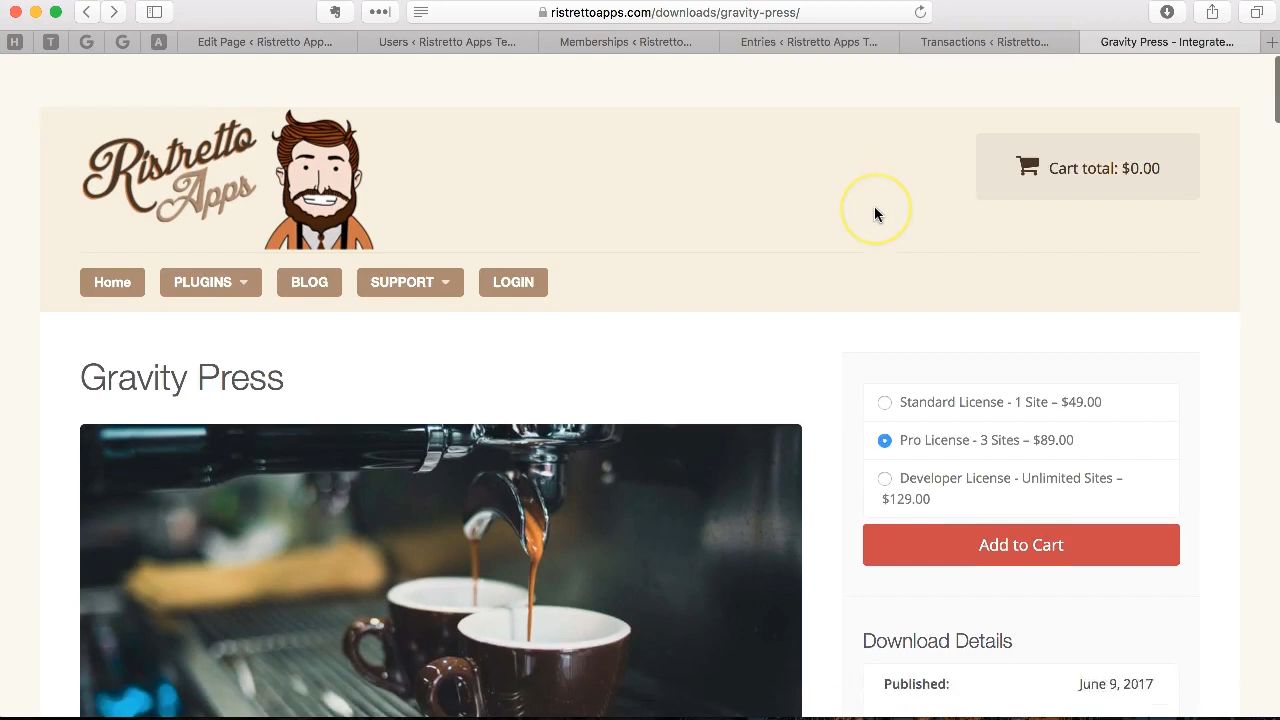 ristrettoapps.com/downloads/gravity-press/
H
T
G
G
A
Edit Page < Ristretto App...
Users < Ristretto Apps Te...
Memberships < Ristretto...
Entries < Ristretto Apps T...
Transactions < Ristretto...
Gravity Press - Integrate...
Ristretto
Apps
Cart total: $0.00
Home
PLUGINS
BLOG
SUPPORT
LOGIN
Gravity Press
Standard License - 1 Site – $49.00
Pro License - 3 Sites – $89.00
Developer License - Unlimited Sites –
$129.00
Add to Cart
Download Details
Published: June 9, 2017